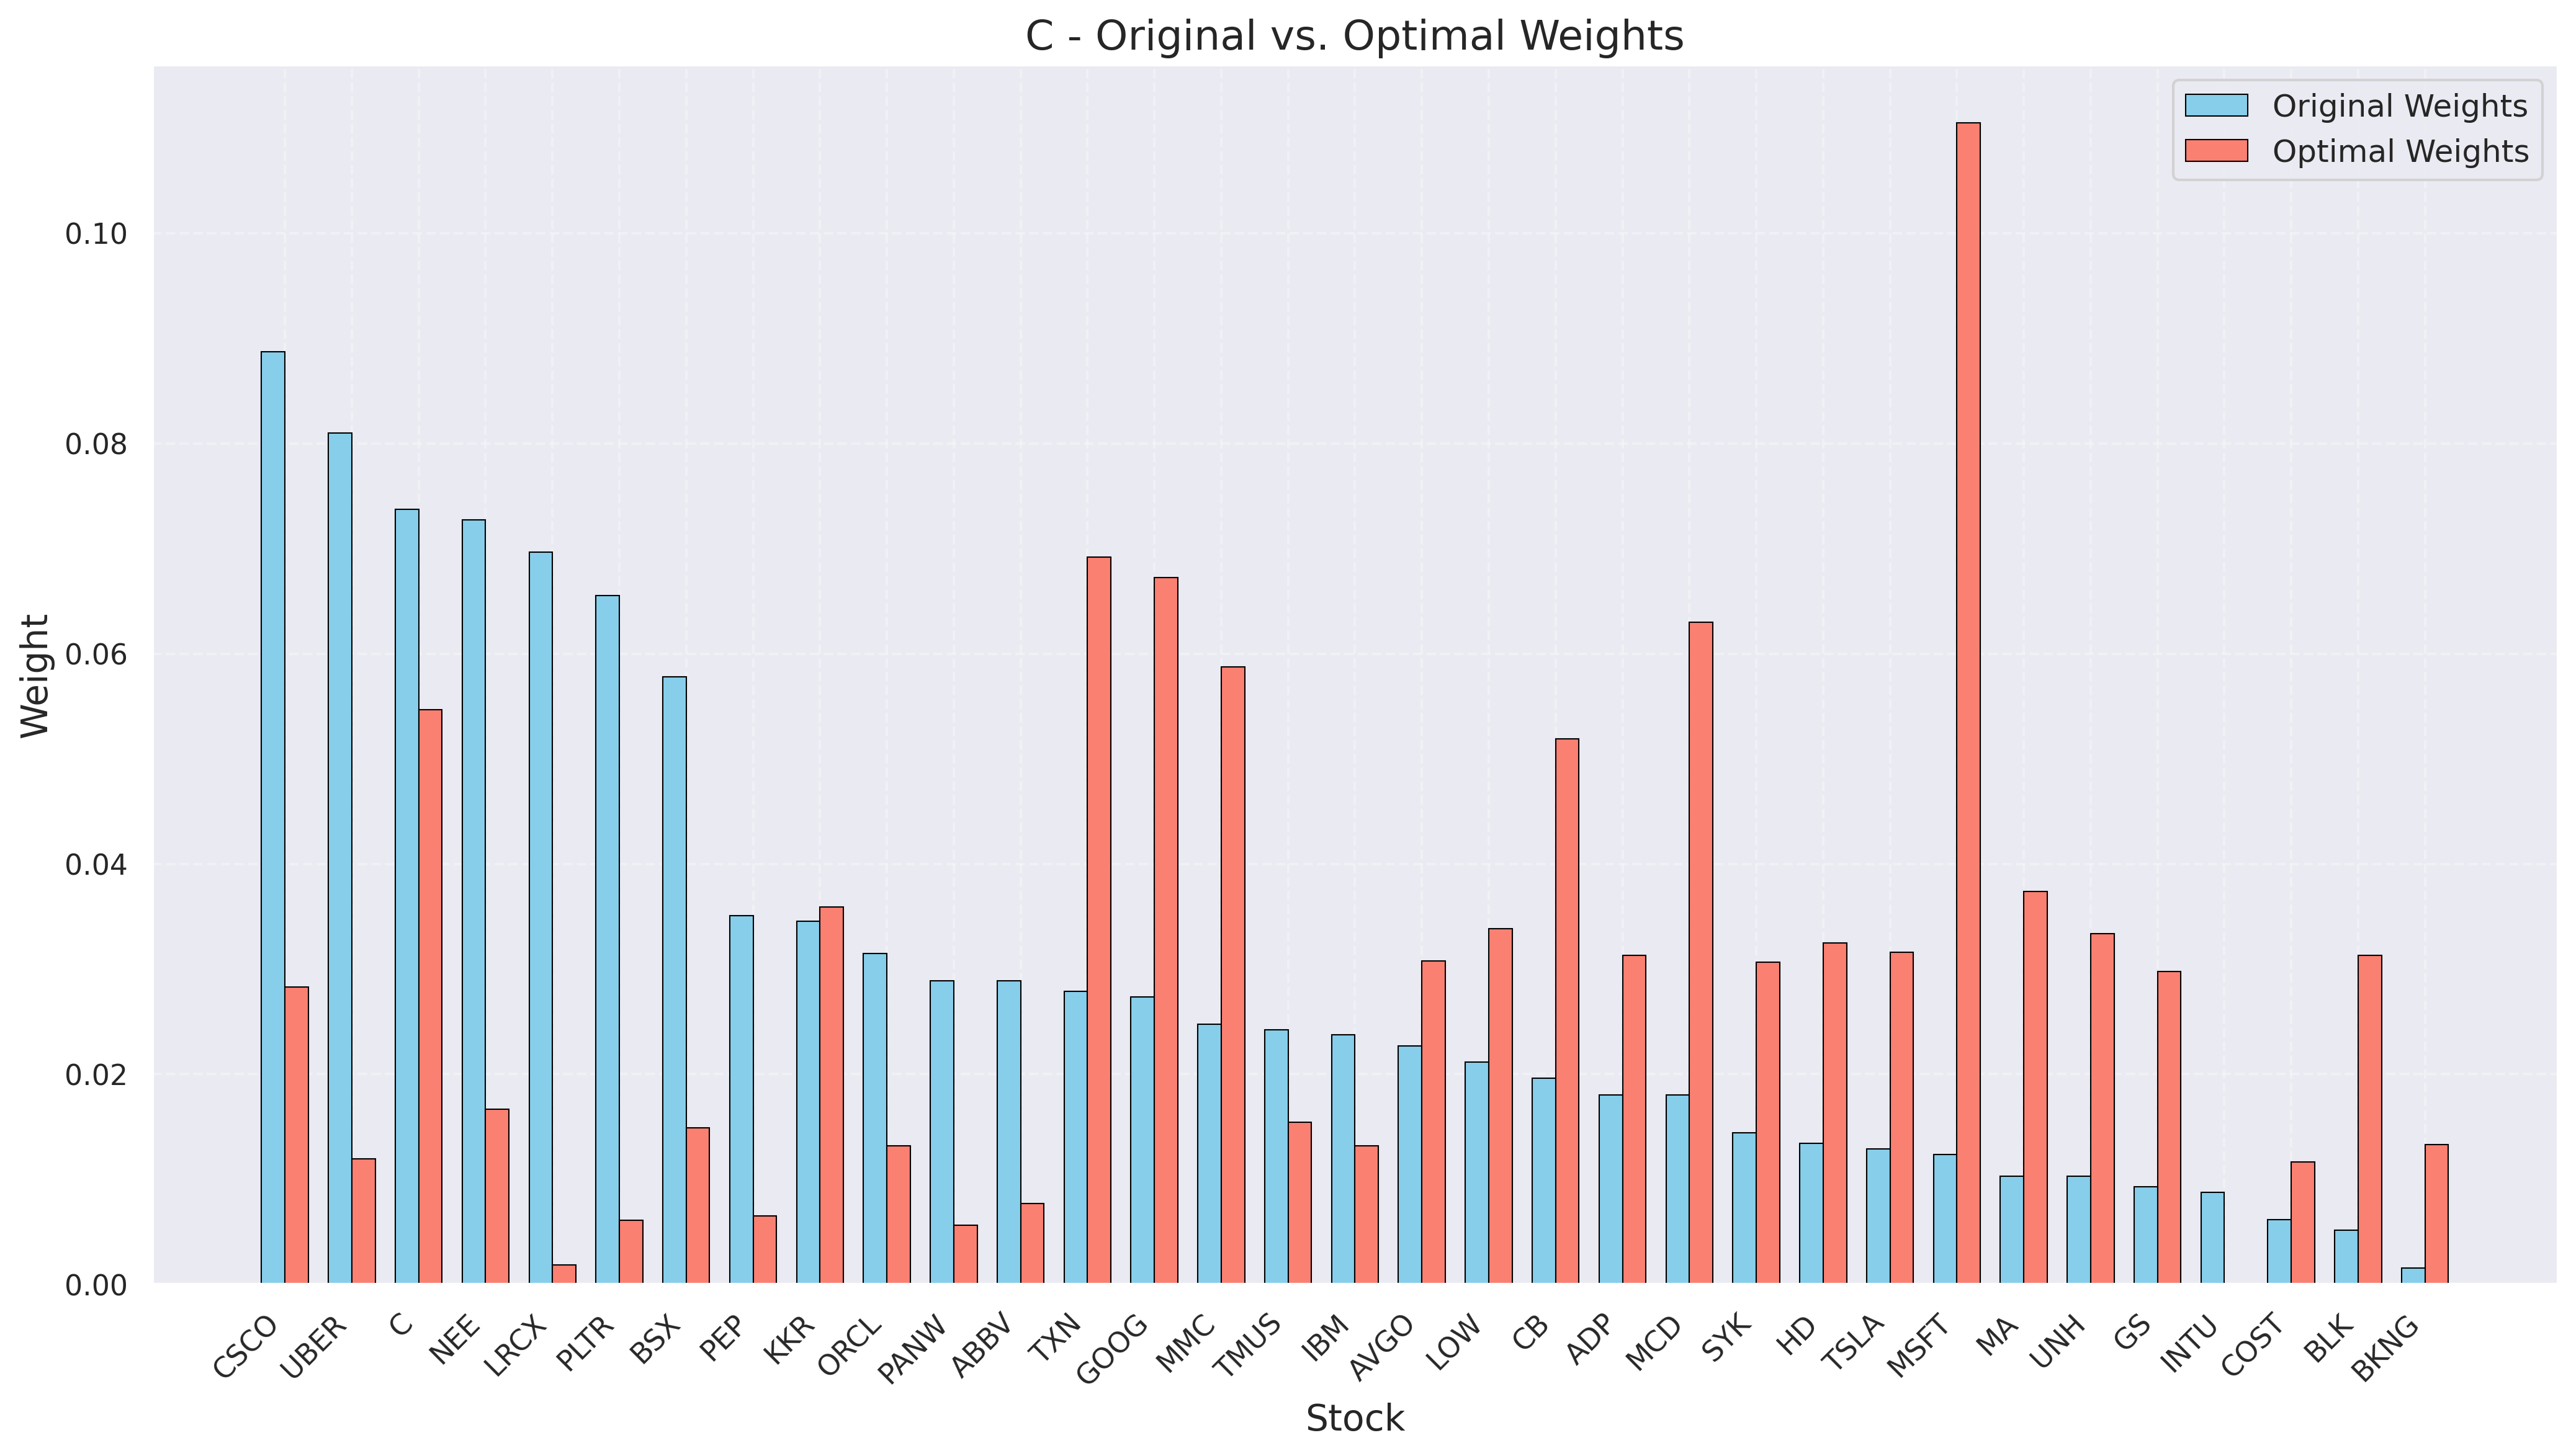 C - Original vs. Optimal Weights
Original Weights
Optimal Weights
Weight
0.10
0.08
0.06
0.04
0.02
0.00
CSCO
UBER
C
NEE
LRCX
PLTR
BSX
PEP
KKR
ORCL
PANW
ABBV
TXN
GOOG
MMC
TMUS
IBM
AVGO
LOW
CB
ADP
MCD
SYK
HD
TSLA
MSFT
MA
UNH
GS
INTU
COST
BLK
BKNG
Stock